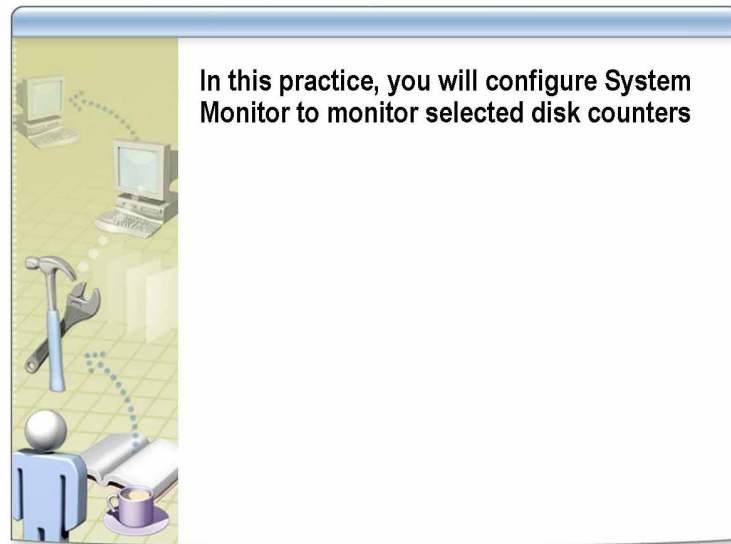 In this practice, you will configure System
Monitor to monitor selected disk counters